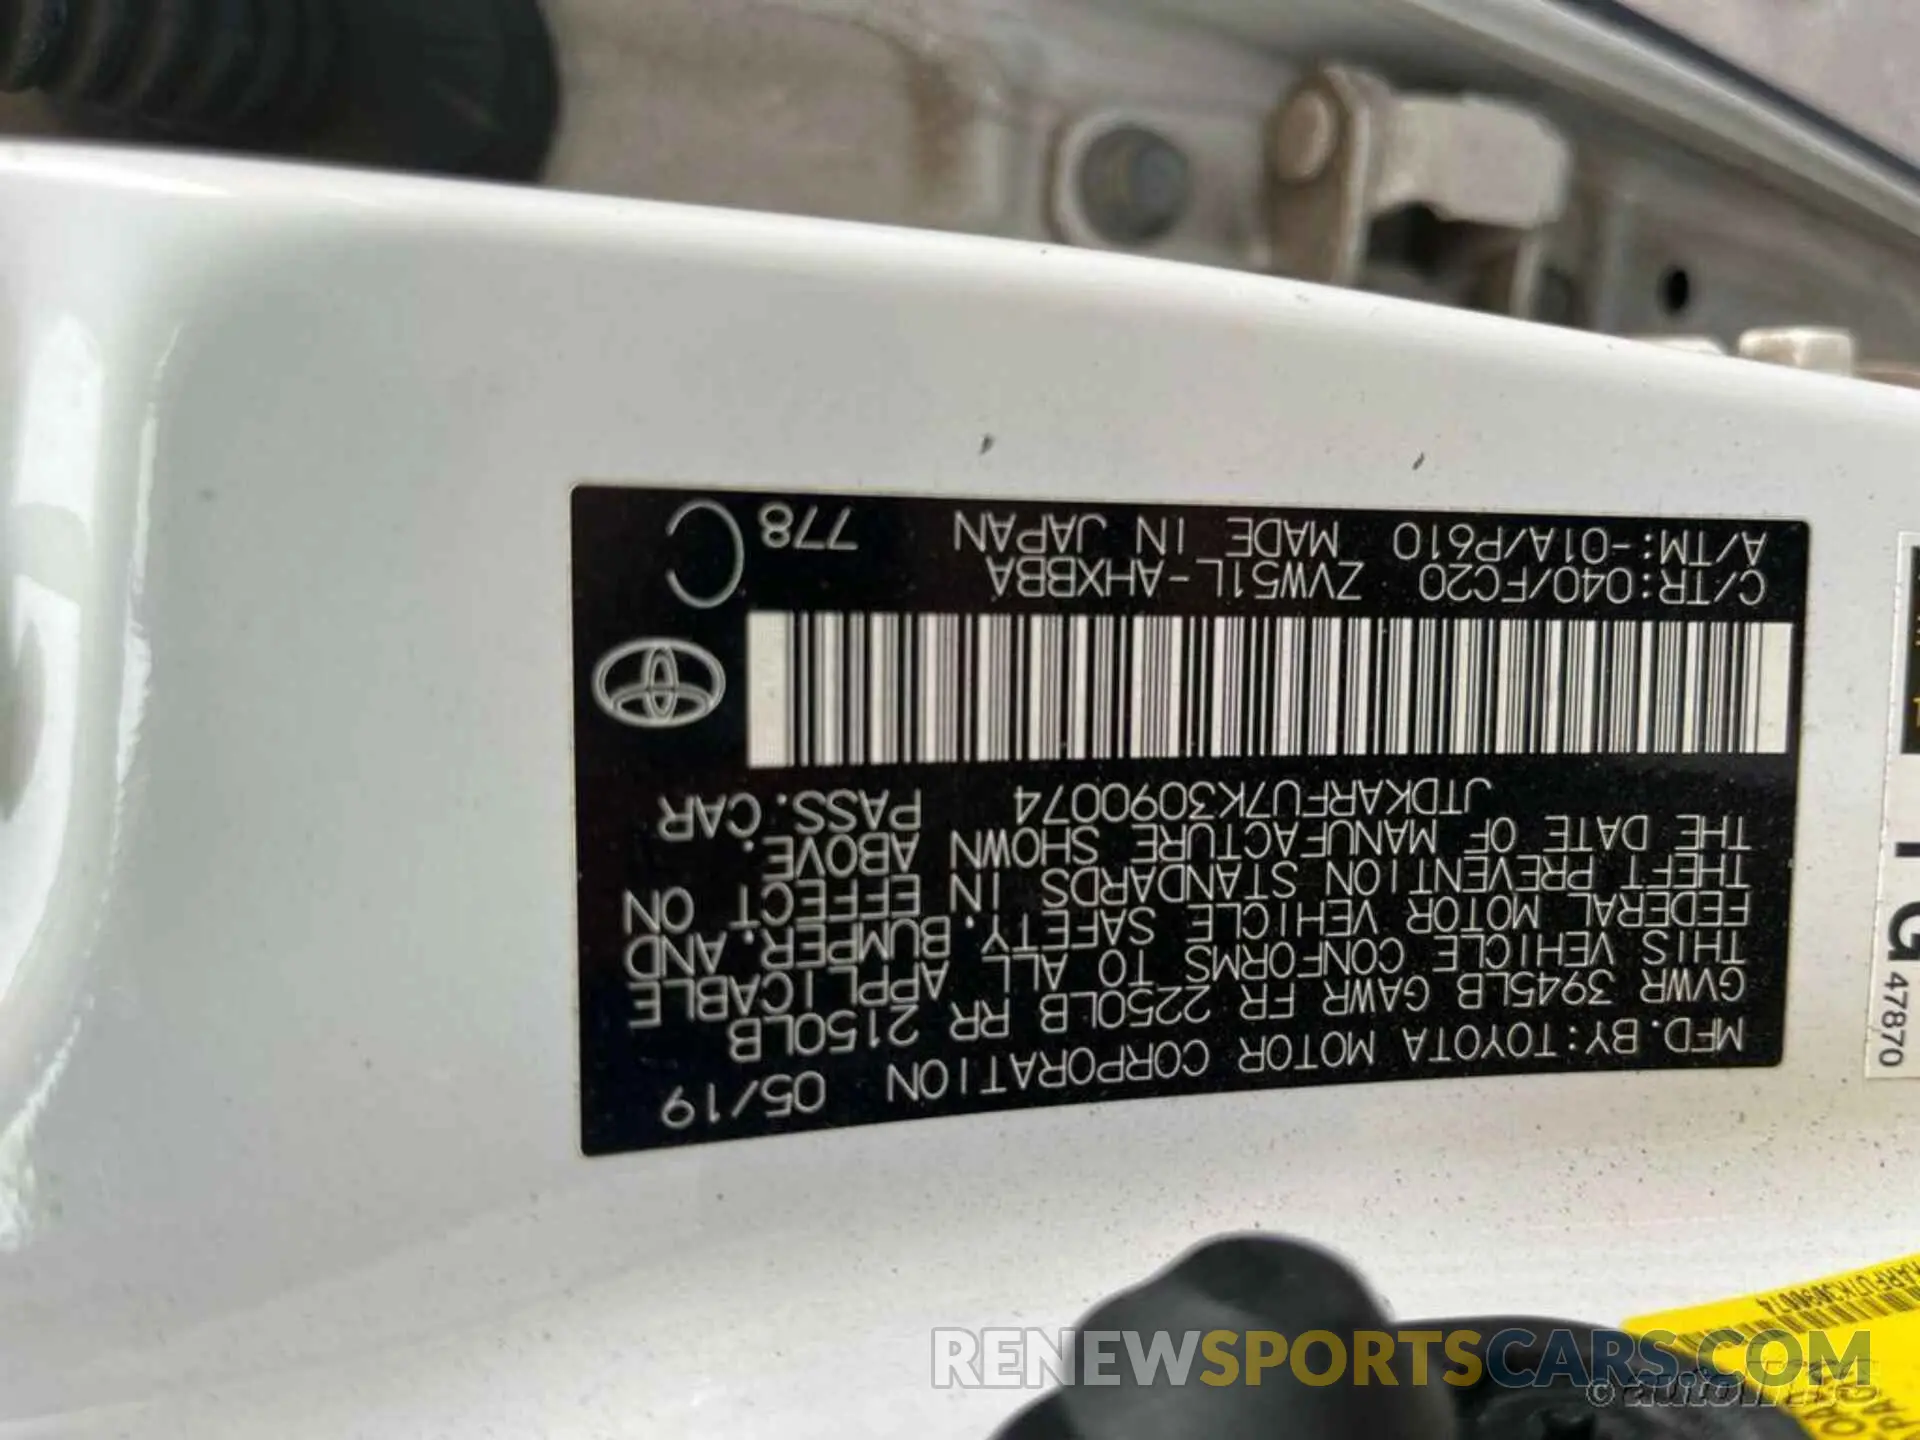 MFD. BY: TOYOTA MOTOR CORPORATION 05/19
GVWR 3945LB GAWR FR 2250LB RR 2150LB
THIS VEHICLE CONFORMS TO ALL APPLICABLE
FEDERAL MOTOR VEHICLE SAFETY, BUMPER, AND
THEFT PREVENTION STANDARDS IN EFFECT ON
THE DATE OF MANUFACTURE SHOWN ABOVE.
JTDKARFU7K3090074 PASS. CAR
C/TR:040/FC20 ZVW51L-AHXBBA
A/TM:-01A/P610 MADE IN JAPAN 778 C
47870
RENEWSPORTSCARS.COM